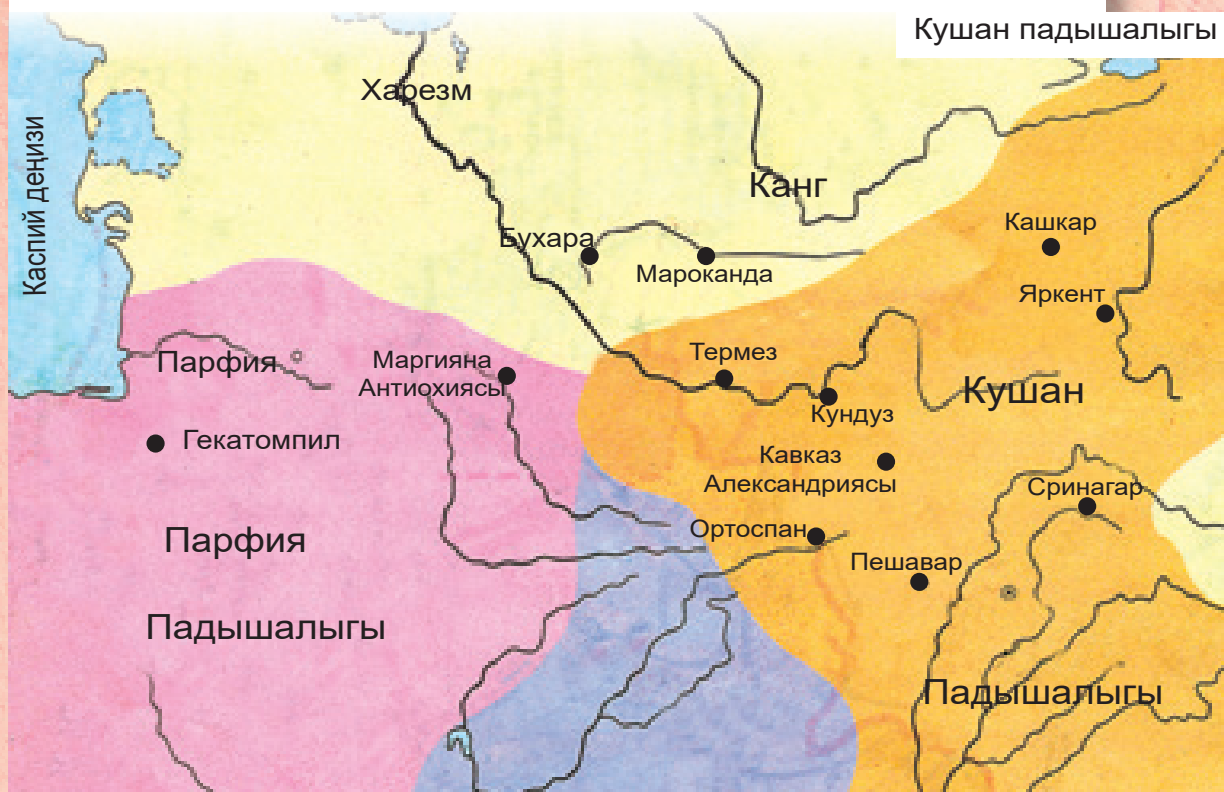 Кушан падышалыгы
Харезм
Каспий деңизи
Канг
Кашкар
Бухара
Мароканда
Яркент
Термез
Парфия
Маргияна
Антиохиясы
Кушан
Кундуз
Гекатомпил
Кавказ
Александриясы
Сринагар
Ортоспан
Парфия
Пешавар
Падышалыгы
Падышалыгы